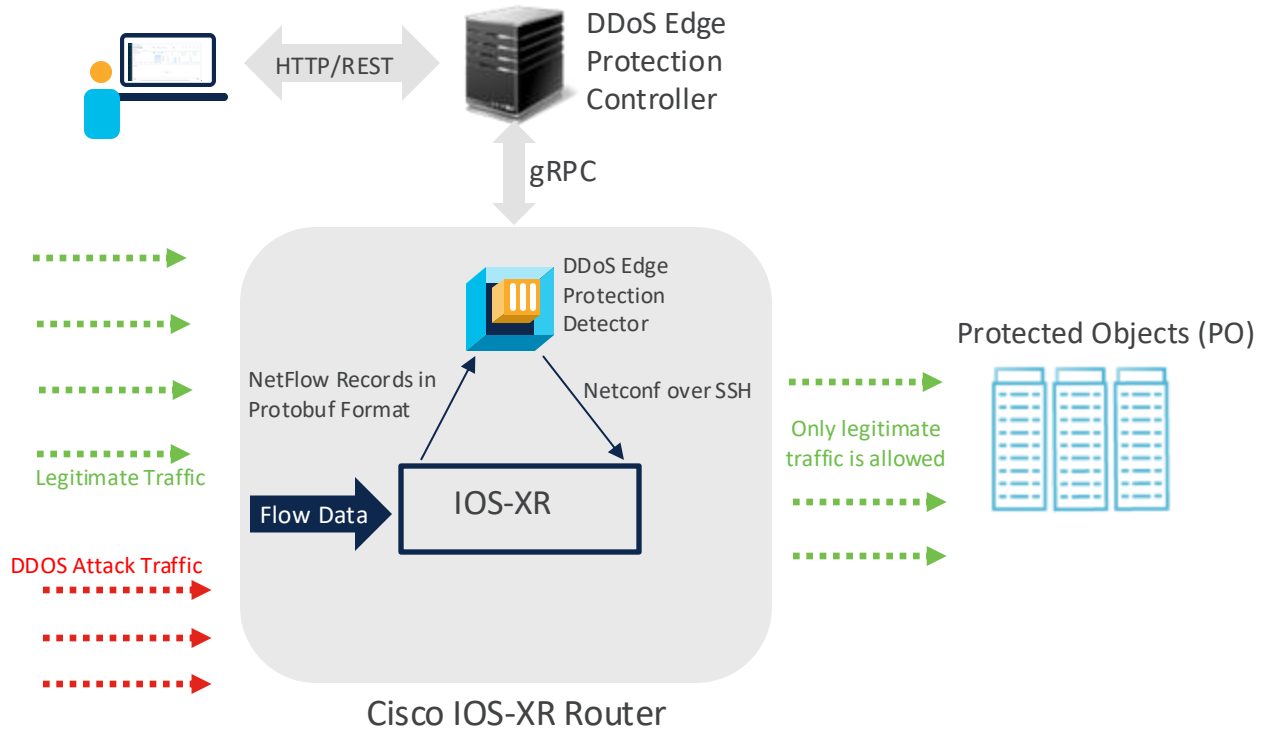 HTTP/REST
DDoS Edge
Protection
Controller
gRPC
DDoS Edge
Protection
Detector
NetFlow Records in
Protobuf Format
Netconf over SSH
Flow Data
IOS-XR
Legitimate Traffic
DDOS Attack Traffic
Only legitimate
traffic is allowed
Protected Objects (PO)
Cisco IOS-XR Router